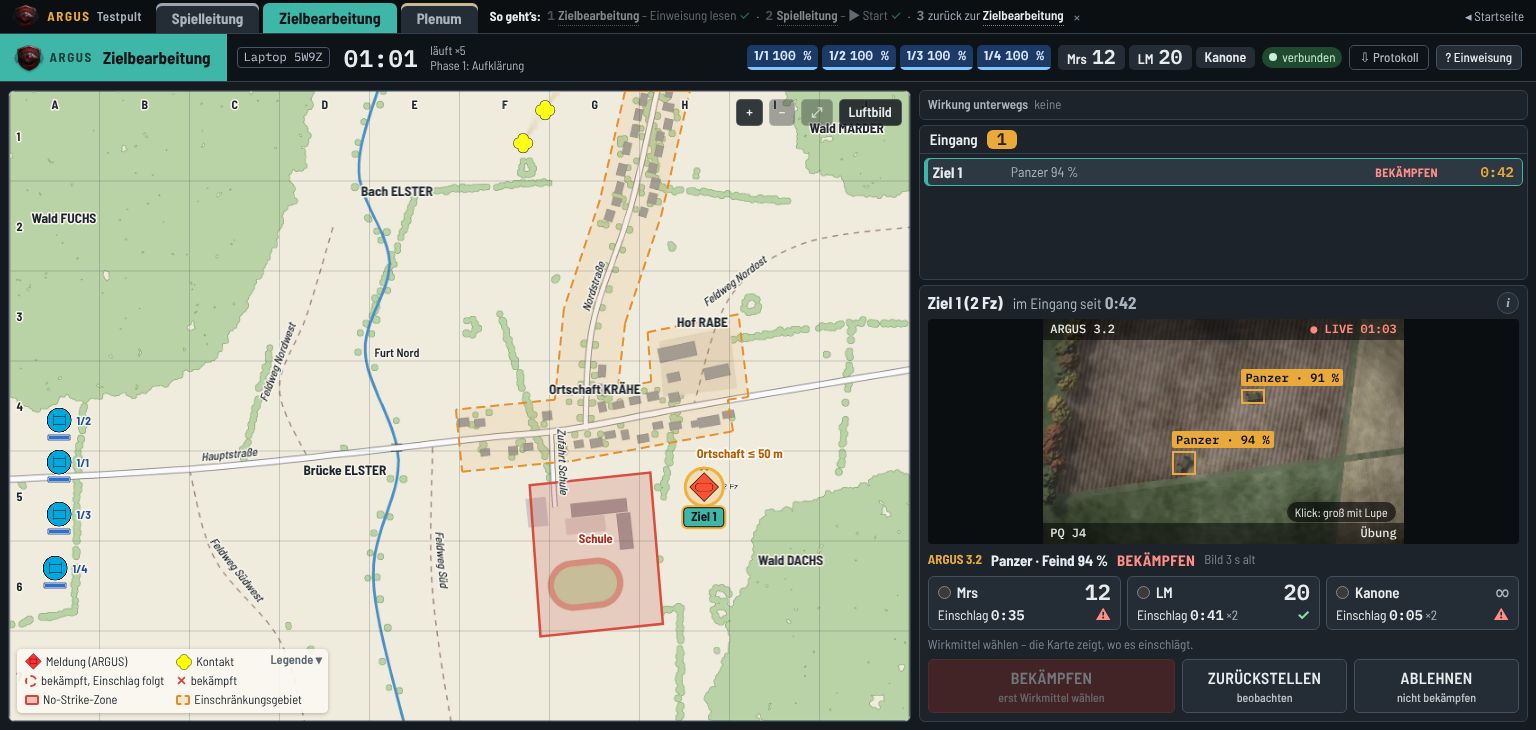 ARGUS Testpult
Spielleitung
Zielbearbeitung
Plenum
So geht's: 1 Zielbearbeitung – Einweisung lesen ✓ · 2 Spielleitung – ▶ Start ✓ · 3 zurück zur Zielbearbeitung ×
◂ Startseite
ARGUS Zielbearbeitung
Laptop 5W9Z
01:01
läuft ×5
Phase 1: Aufklärung
1/1 100 %
1/2 100 %
1/3 100 %
1/4 100 %
Mrs 12
LM 20
Kanone
verbunden
⇩ Protokoll
? Einweisung
A B C D E F G H I
1
2
3
4
5
6
+
−
⤢
Luftbild
Wald MARDER
Bach ELSTER
Wald FUCHS
Nordstraße
Feldweg Nordost
Hof RABE
Feldweg Nordwest
Furt Nord
Ortschaft KRÄHE
1/2
1/1
1/3
1/4
Hauptstraße
Brücke ELSTER
Zufahrt Schule
Ortschaft ≤ 50 m
2 Fz
Ziel 1
Schule
Feldweg Südwest
Feldweg Süd
Wald DACHS
Meldung (ARGUS)
Kontakt
Legende ▾
bekämpft, Einschlag folgt
bekämpft
No-Strike-Zone
Einschränkungsgebiet
Wirkung unterwegs keine
Eingang 1
Ziel 1 Panzer 94 % BEKÄMPFEN 0:42
Ziel 1 (2 Fz) im Eingang seit 0:42
i
ARGUS 3.2
● LIVE 01:03
Panzer · 91 %
Panzer · 94 %
Klick: groß mit Lupe
PQ J4
Übung
ARGUS 3.2 Panzer · Feind 94 % BEKÄMPFEN Bild 3 s alt
Mrs 12
Einschlag 0:35
LM 20
Einschlag 0:41 ×2 ✓
Kanone ∞
Einschlag 0:05 ×2
Wirkmittel wählen – die Karte zeigt, wo es einschlägt.
BEKÄMPFEN
erst Wirkmittel wählen
ZURÜCKSTELLEN
beobachten
ABLEHNEN
nicht bekämpfen